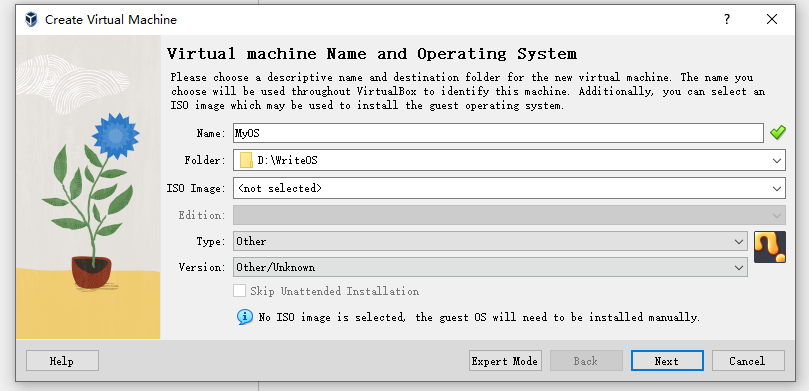 Create Virtual Machine
?
Virtual machine Name and Operating System
Please choose a descriptive name and destination folder for the new virtual machine. The name you
choose will be used throughout VirtualBox to identify this machine. Additionally, you can select an
ISO image which may be used to install the guest operating system.
Name: MyOS
Folder: D:\WriteOS
ISO Image: <not selected>
Edition:
Type: Other
Version: Other/Unknown
Skip Unattended Installation
No ISO image is selected, the guest OS will need to be installed manually.
Help Expert Mode Back Next Cancel